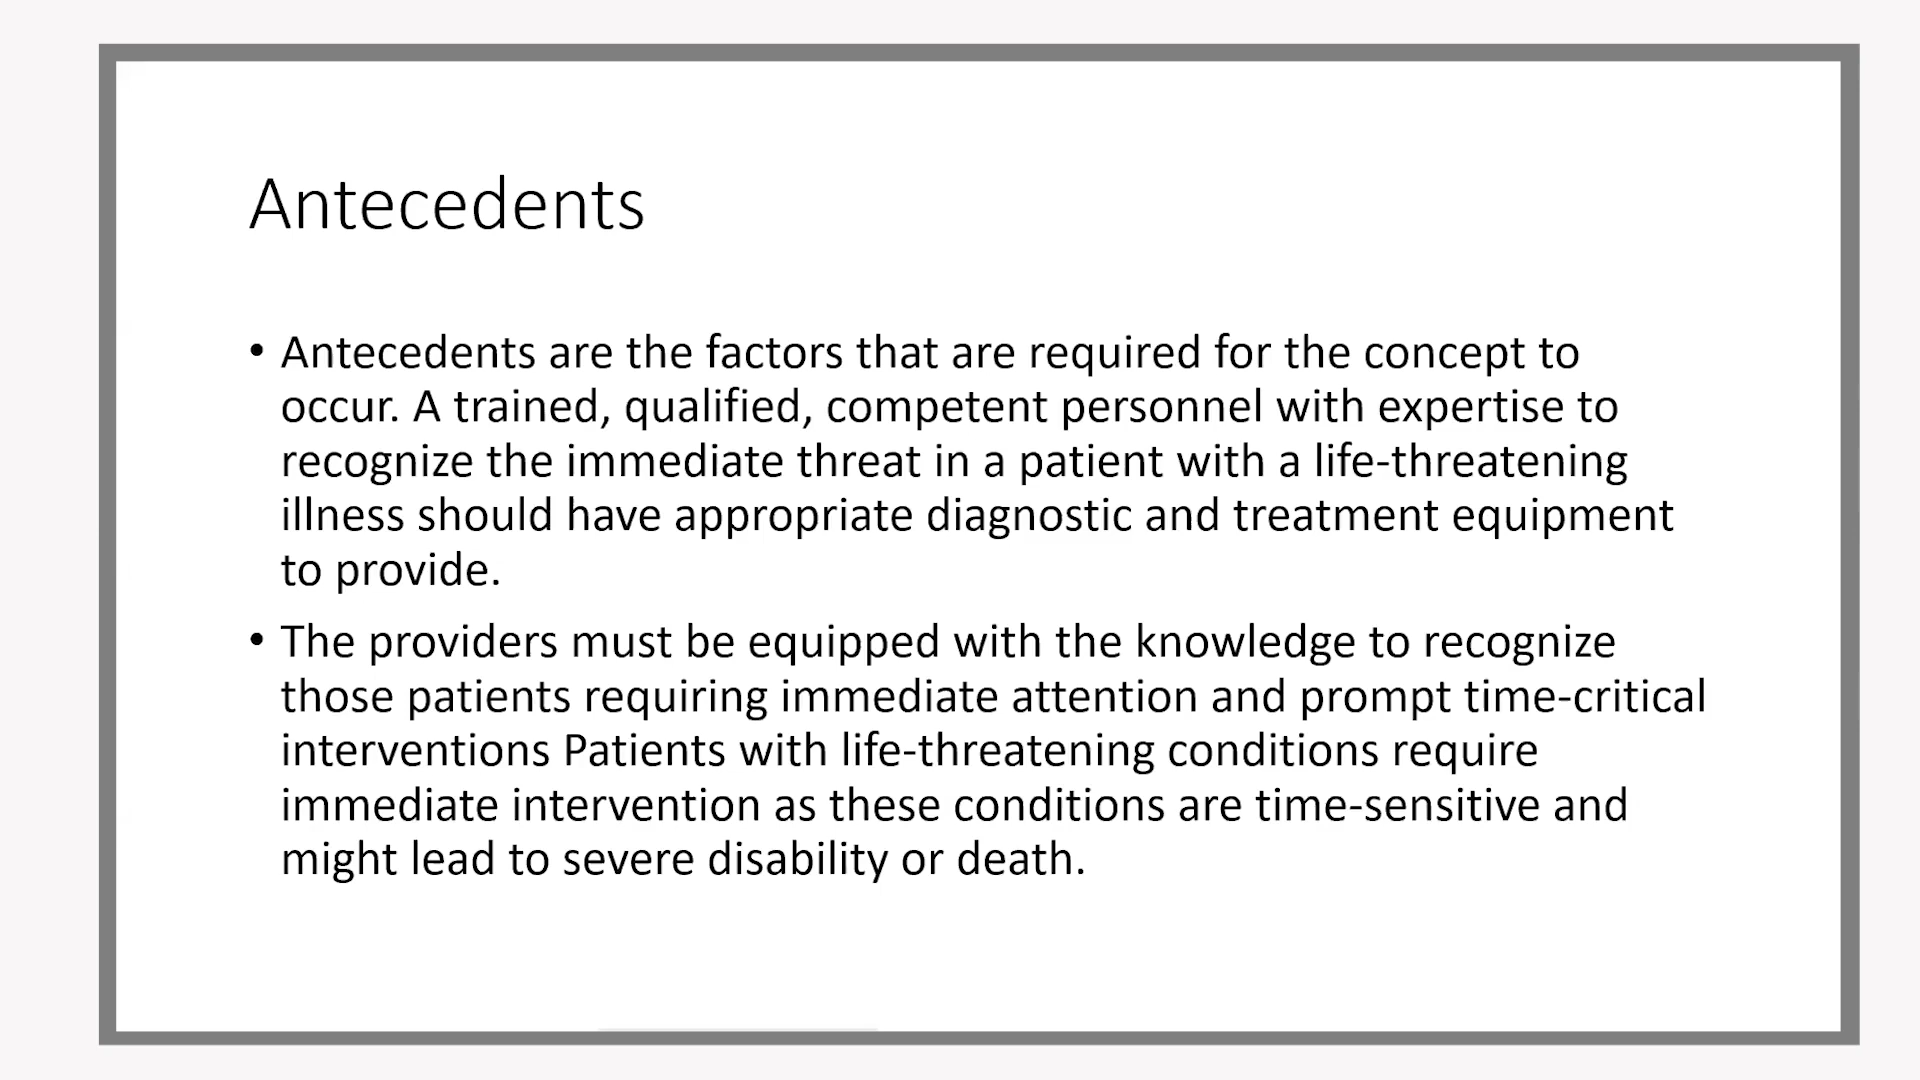 Antecedents
• Antecedents are the factors that are required for the concept to
occur. A trained, qualified, competent personnel with expertise to
recognize the immediate threat in a patient with a life-threatening
illness should have appropriate diagnostic and treatment equipment
to provide.
• The providers must be equipped with the knowledge to recognize
those patients requiring immediate attention and prompt time-critical
interventions Patients with life-threatening conditions require
immediate intervention as these conditions are time-sensitive and
might lead to severe disability or death.